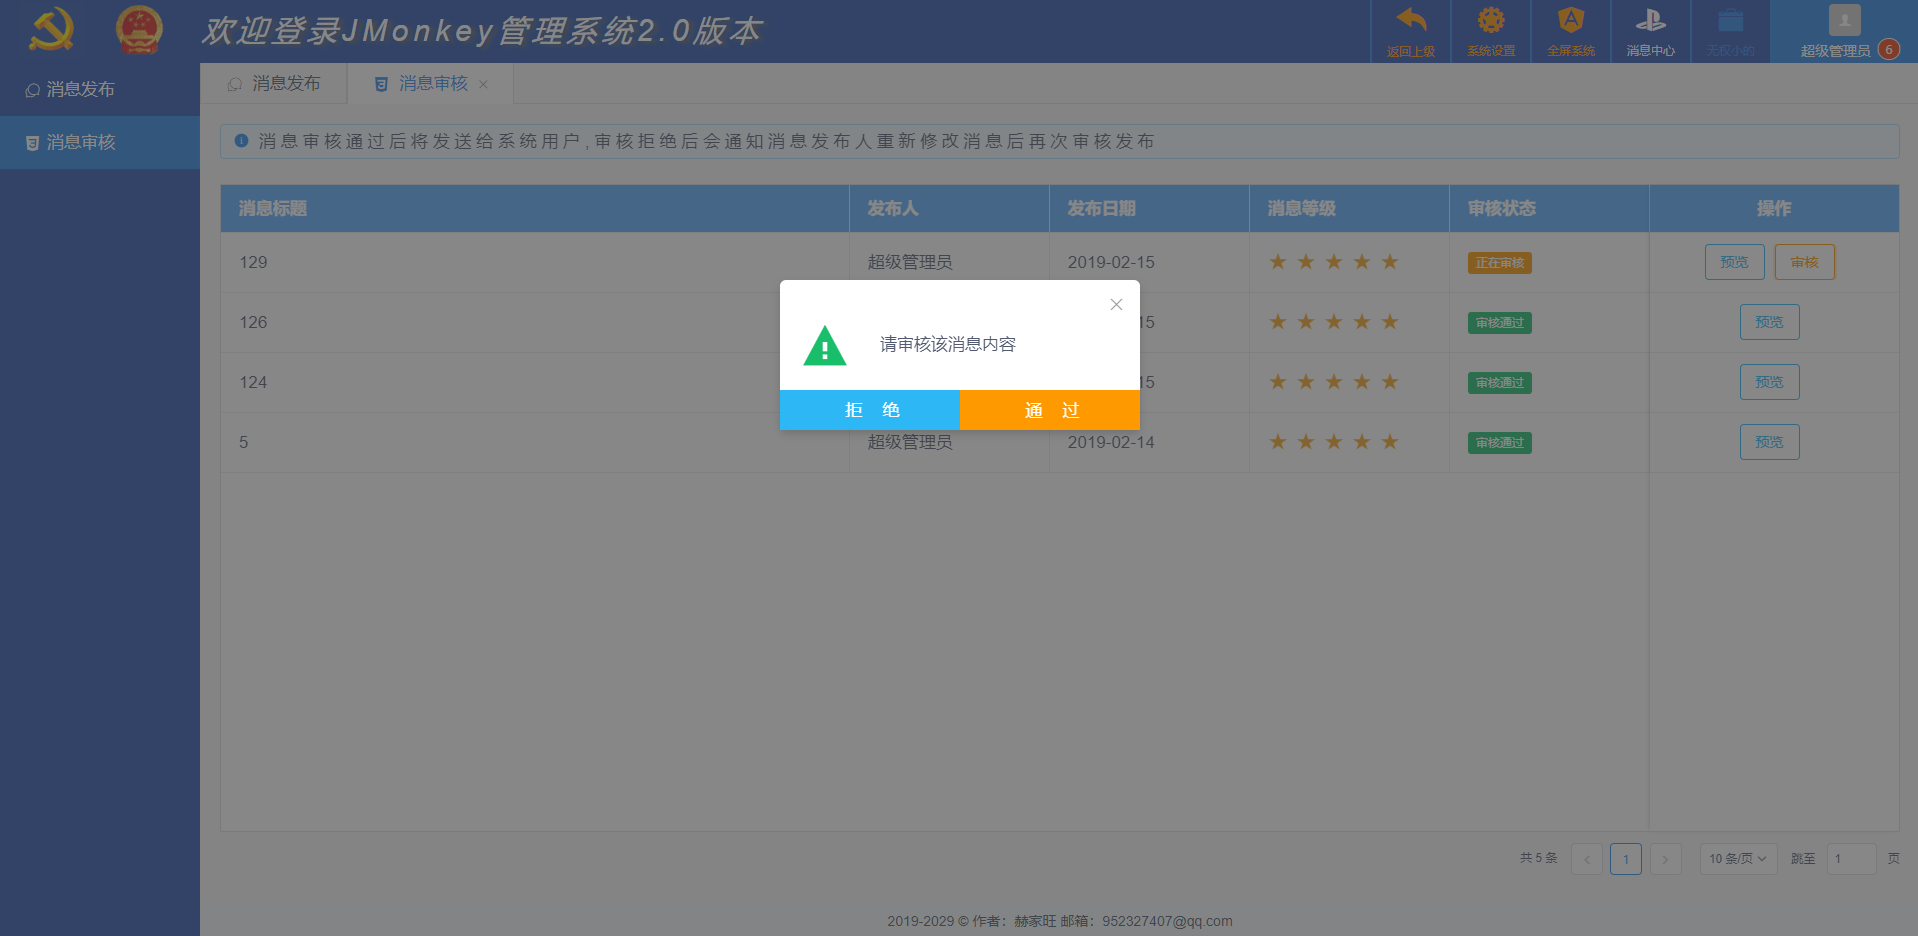 欢迎登录JMonkey管理系统2.0版本
返回上级
系统设置
全屏系统
消息中心
无权小的
超级管理员 6
消息发布
消息审核
消息发布
消息审核
消息审核通过后将发送给系统用户,审核拒绝后会通知消息发布人重新修改消息后再次审核发布
消息标题 发布人 发布日期 消息等级 审核状态 操作
129 超级管理员 2019-02-15 正在审核 预览 审核
126 15 审核通过 预览
124 15 审核通过 预览
5 超级管理员 2019-02-14 审核通过 预览
请审核该消息内容
拒 绝
通 过
共 5 条 1 10 条/页 跳至 1 页
2019-2029 © 作者：赫家旺 邮箱：952327407@qq.com